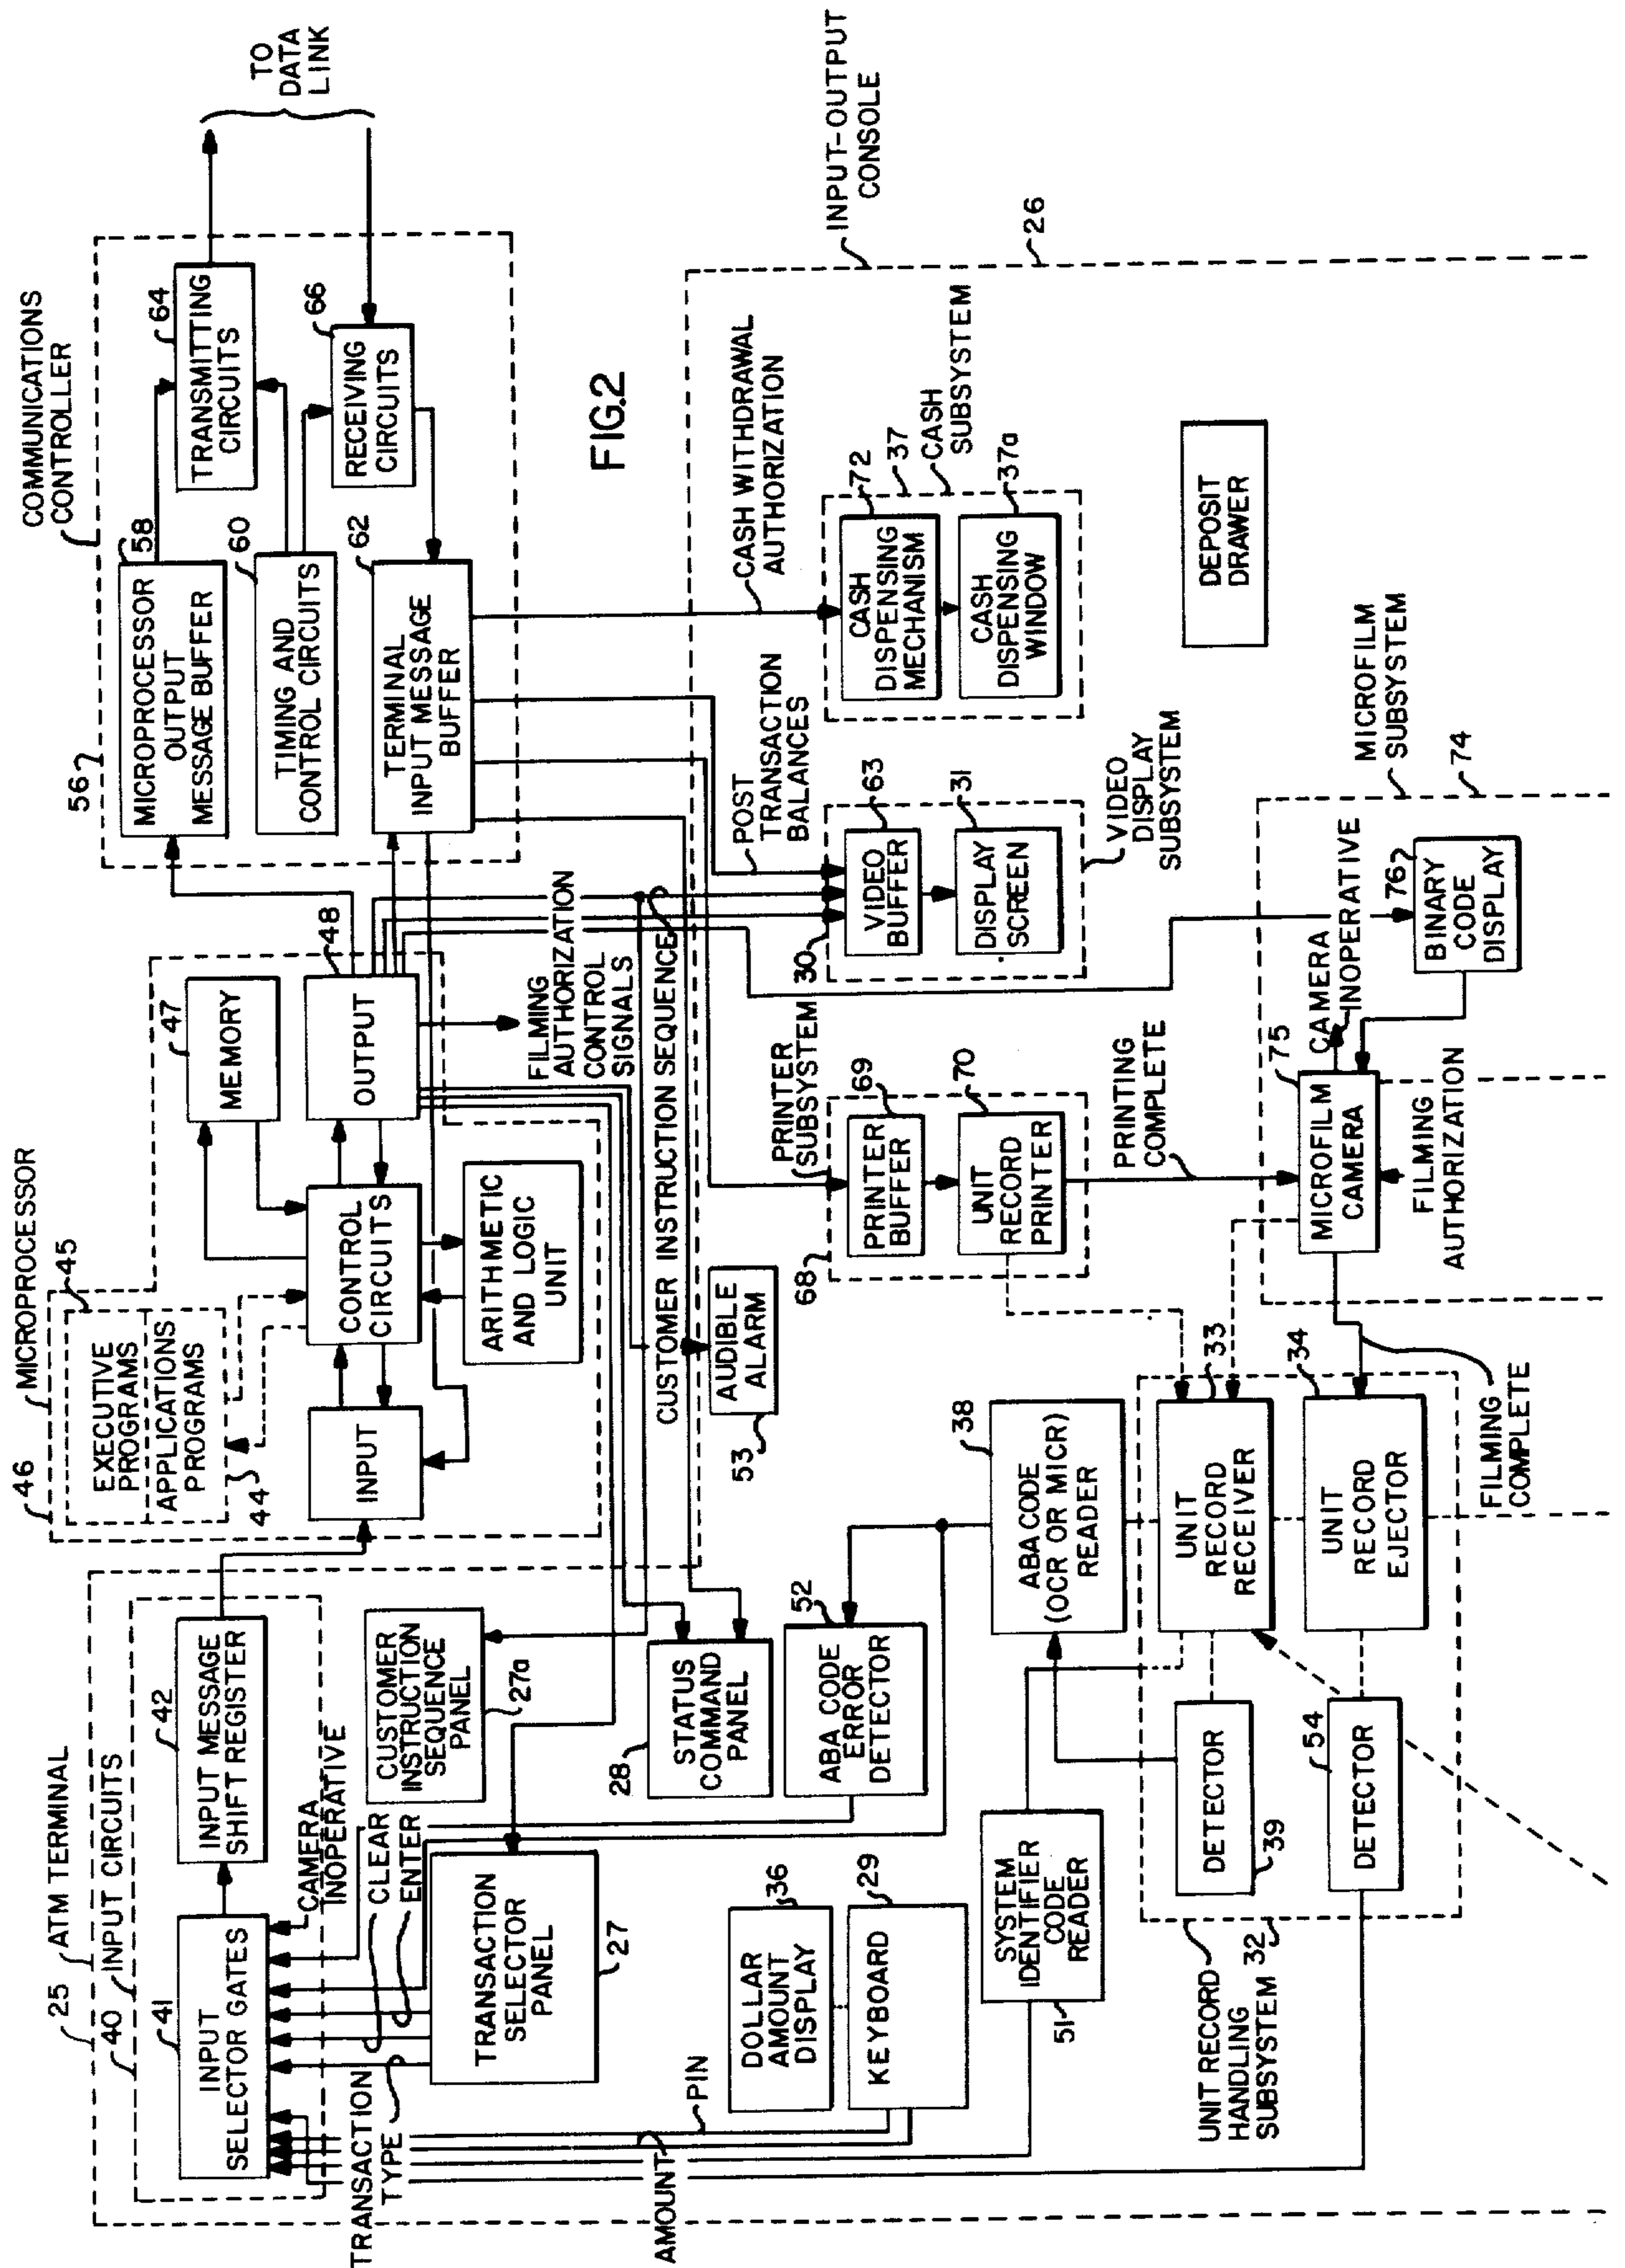 COMMUNICATIONS
CONTROLLER
TO
DATA
LINK
56
58
MICROPROCESSOR
OUTPUT
MESSAGE BUFFER
64
TRANSMITTING
CIRCUITS
60
TIMING AND
CONTROL CIRCUITS
66
RECEIVING
CIRCUITS
62
TERMINAL
INPUT MESSAGE
BUFFER
46
MICROPROCESSOR
45
EXECUTIVE
PROGRAMS
APPLICATIONS
PROGRAMS
44
47
MEMORY
48
OUTPUT
CONTROL
CIRCUITS
INPUT
ARITHMETIC
AND LOGIC
UNIT
FILMING
AUTHORIZATION
CONTROL
SIGNALS
25
ATM TERMINAL
40
INPUT CIRCUITS
41
INPUT
SELECTOR GATES
42
INPUT MESSAGE
SHIFT REGISTER
CAMERA
INOPERATIVE
CLEAR
ENTER
TRANSACTION
TYPE
AMOUNT
PIN
CUSTOMER
INSTRUCTION
SEQUENCE
PANEL
27a
TRANSACTION
SELECTOR
PANEL
27
28
STATUS
COMMAND
PANEL
CUSTOMER INSTRUCTION SEQUENCE
AUDIBLE
ALARM
53
52
ABA CODE
ERROR
DETECTOR
36
DOLLAR
AMOUNT
DISPLAY
29
KEYBOARD
38
ABA CODE
(OCR OR MICR)
READER
SYSTEM
IDENTIFIER
CODE
READER
51
UNIT RECORD
HANDLING
SUBSYSTEM
32
33
UNIT
RECORD
RECEIVER
34
UNIT
RECORD
EJECTOR
DETECTOR
39
54
DETECTOR
FILMING
COMPLETE
FIG.2
INPUT-OUTPUT
CONSOLE
26
CASH WITHDRAWAL
AUTHORIZATION
72
CASH
DISPENSING
MECHANISM
37
CASH
SUBSYSTEM
37a
CASH
DISPENSING
WINDOW
DEPOSIT
DRAWER
POST
TRANSACTION
BALANCES
30
63
VIDEO
BUFFER
31
DISPLAY
SCREEN
VIDEO
DISPLAY
SUBSYSTEM
PRINTER
SUBSYSTEM
68
69
PRINTER
BUFFER
70
UNIT
RECORD
PRINTER
PRINTING
COMPLETE
MICROFILM
SUBSYSTEM
74
75
MICROFILM
CAMERA
CAMERA
INOPERATIVE
76
BINARY
CODE
DISPLAY
FILMING
AUTHORIZATION